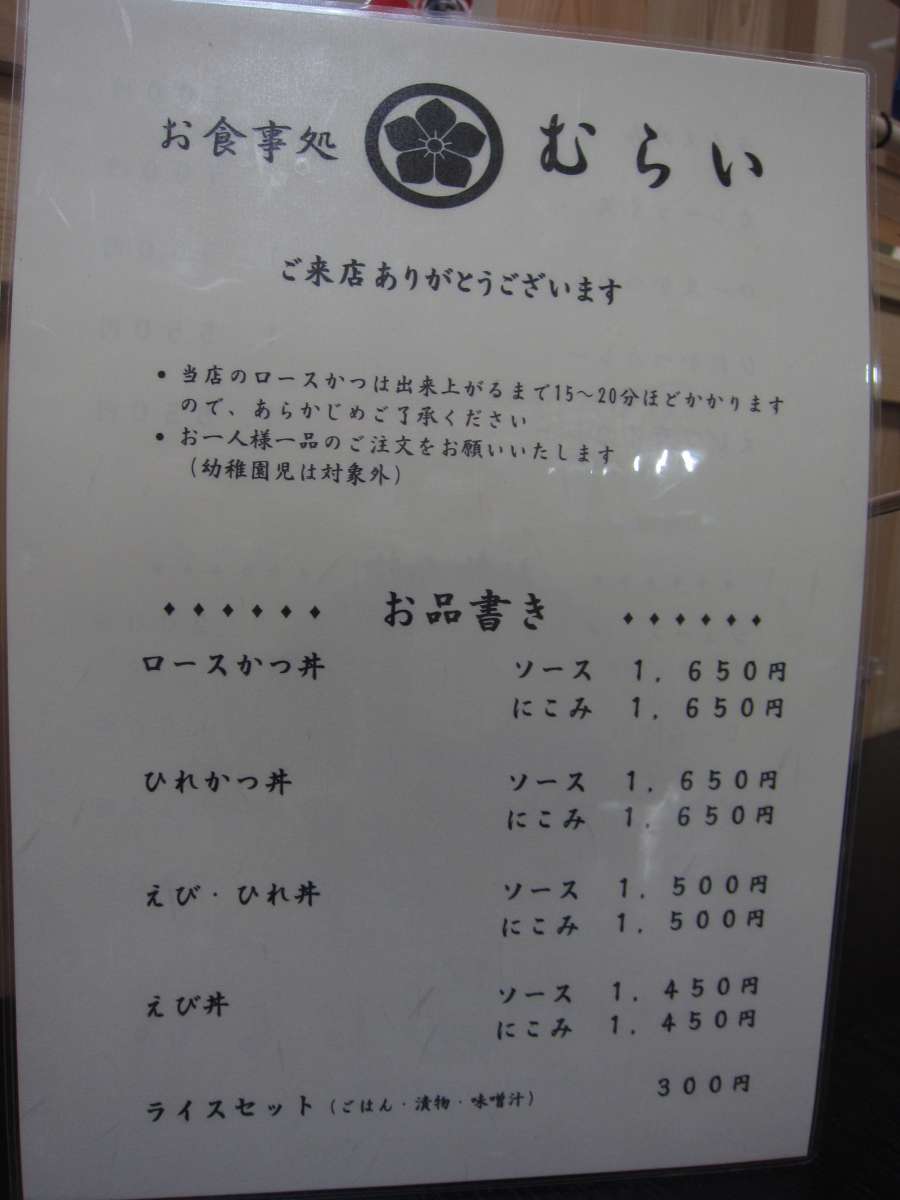 お食事処 むらい
ご来店ありがとうございます
• 当店のロースかつは出来上がるまで15～20分ほどかかります
ので、あらかじめご了承ください
• お一人様一品のご注文をお願いいたします
（幼稚園児は対象外）
♦♦♦♦♦♦ お品書き ♦♦♦♦♦♦
ロースかつ丼 ソース 1，650円
にこみ 1，650円
ひれかつ丼 ソース 1，650円
にこみ 1，650円
えび・ひれ丼 ソース 1，500円
にこみ 1，500円
えび丼 ソース 1，450円
にこみ 1，450円
ライスセット（ごはん・漬物・味噌汁） 300円